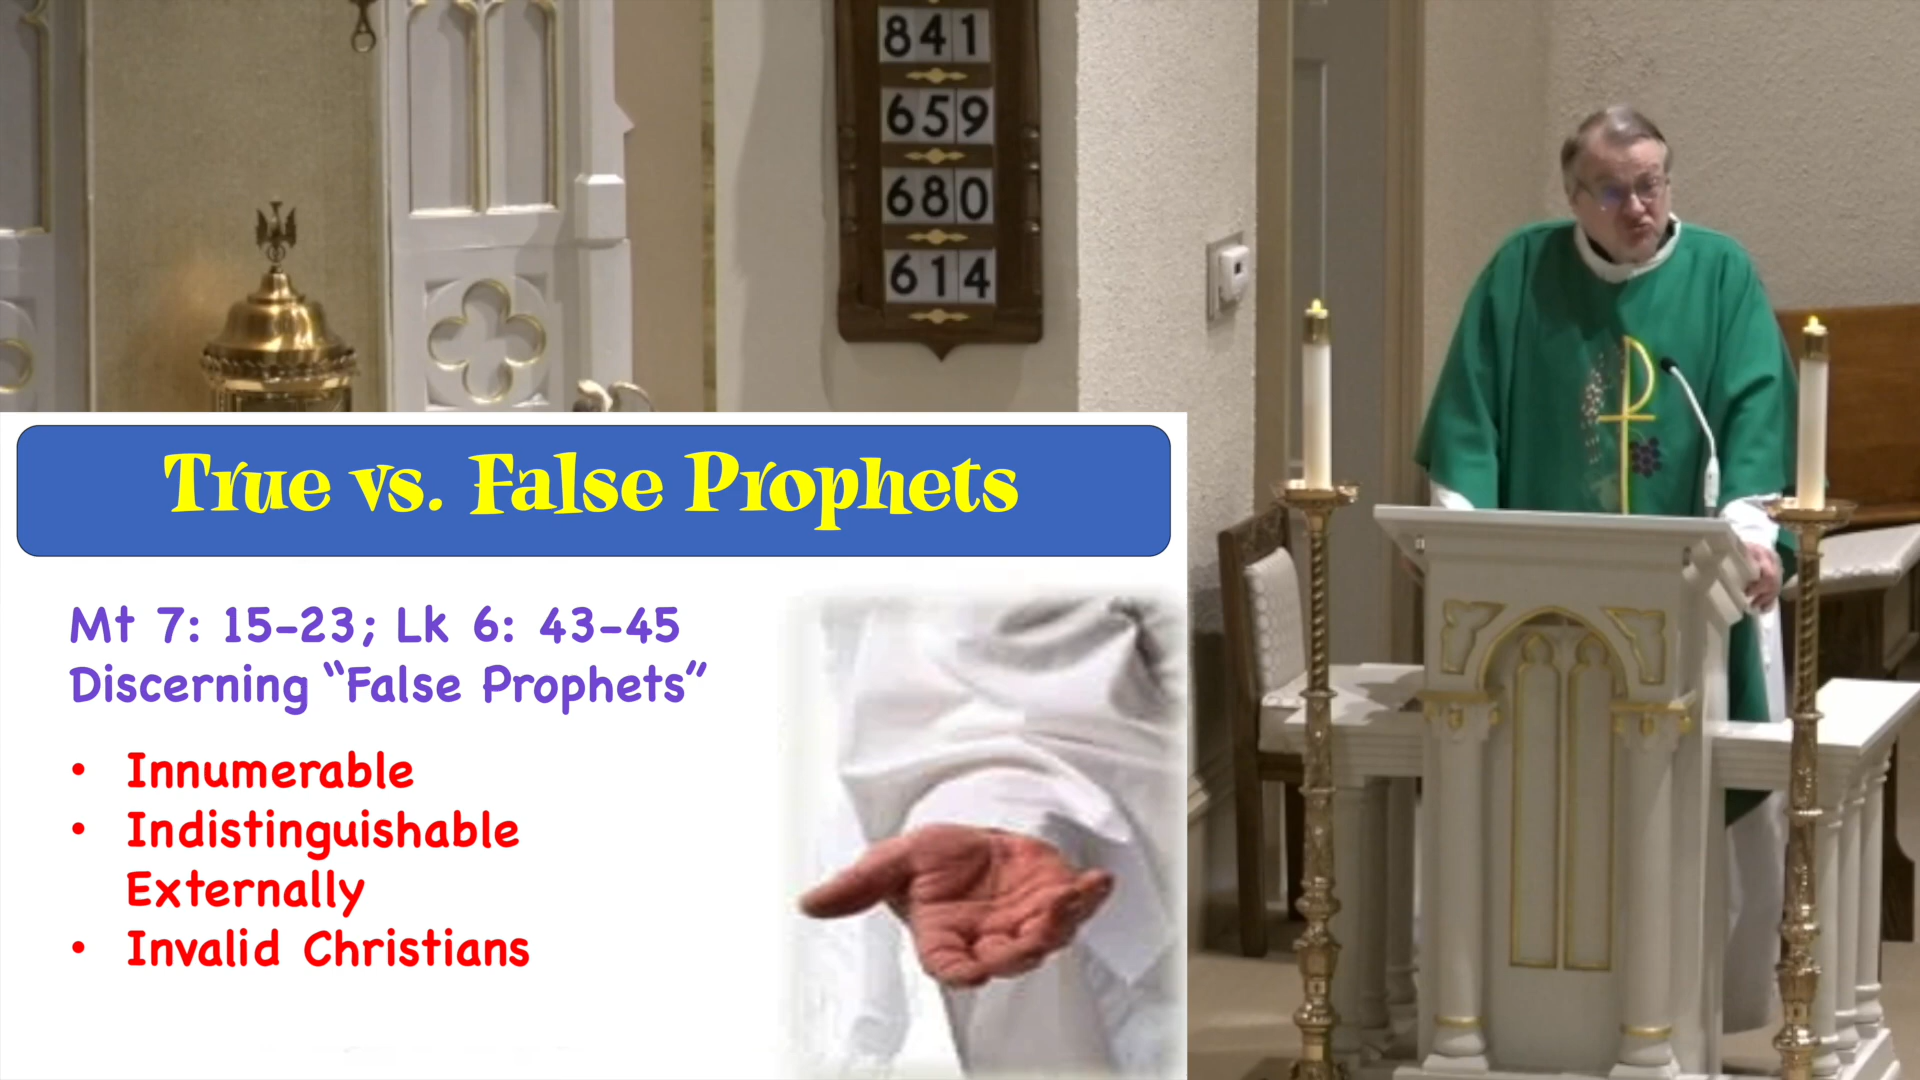 841
659
680
614
True vs. False Prophets
Mt 7: 15-23; Lk 6: 43-45
Discerning “False Prophets”
• Innumerable
• Indistinguishable
Externally
• Invalid Christians